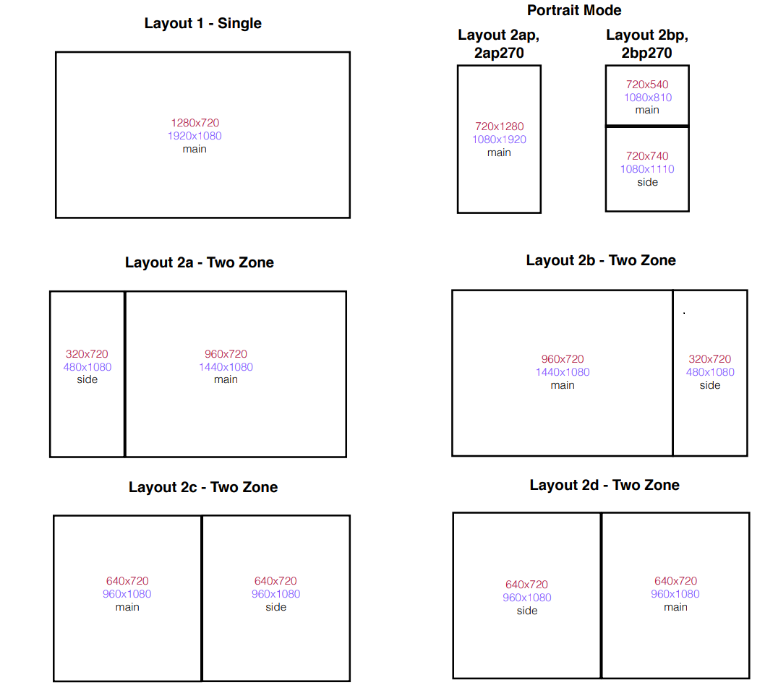 Layout 1 - Single
1280x720
1920x1080
main
Portrait Mode
Layout 2ap,
2ap270
720x1280
1080x1920
main
Layout 2bp,
2bp270
720x540
1080x810
main
720x740
1080x1110
side
Layout 2a - Two Zone
320x720
480x1080
side
960x720
1440x1080
main
Layout 2b - Two Zone
960x720
1440x1080
main
320x720
480x1080
side
Layout 2c - Two Zone
640x720
960x1080
main
640x720
960x1080
side
Layout 2d - Two Zone
640x720
960x1080
side
640x720
960x1080
main